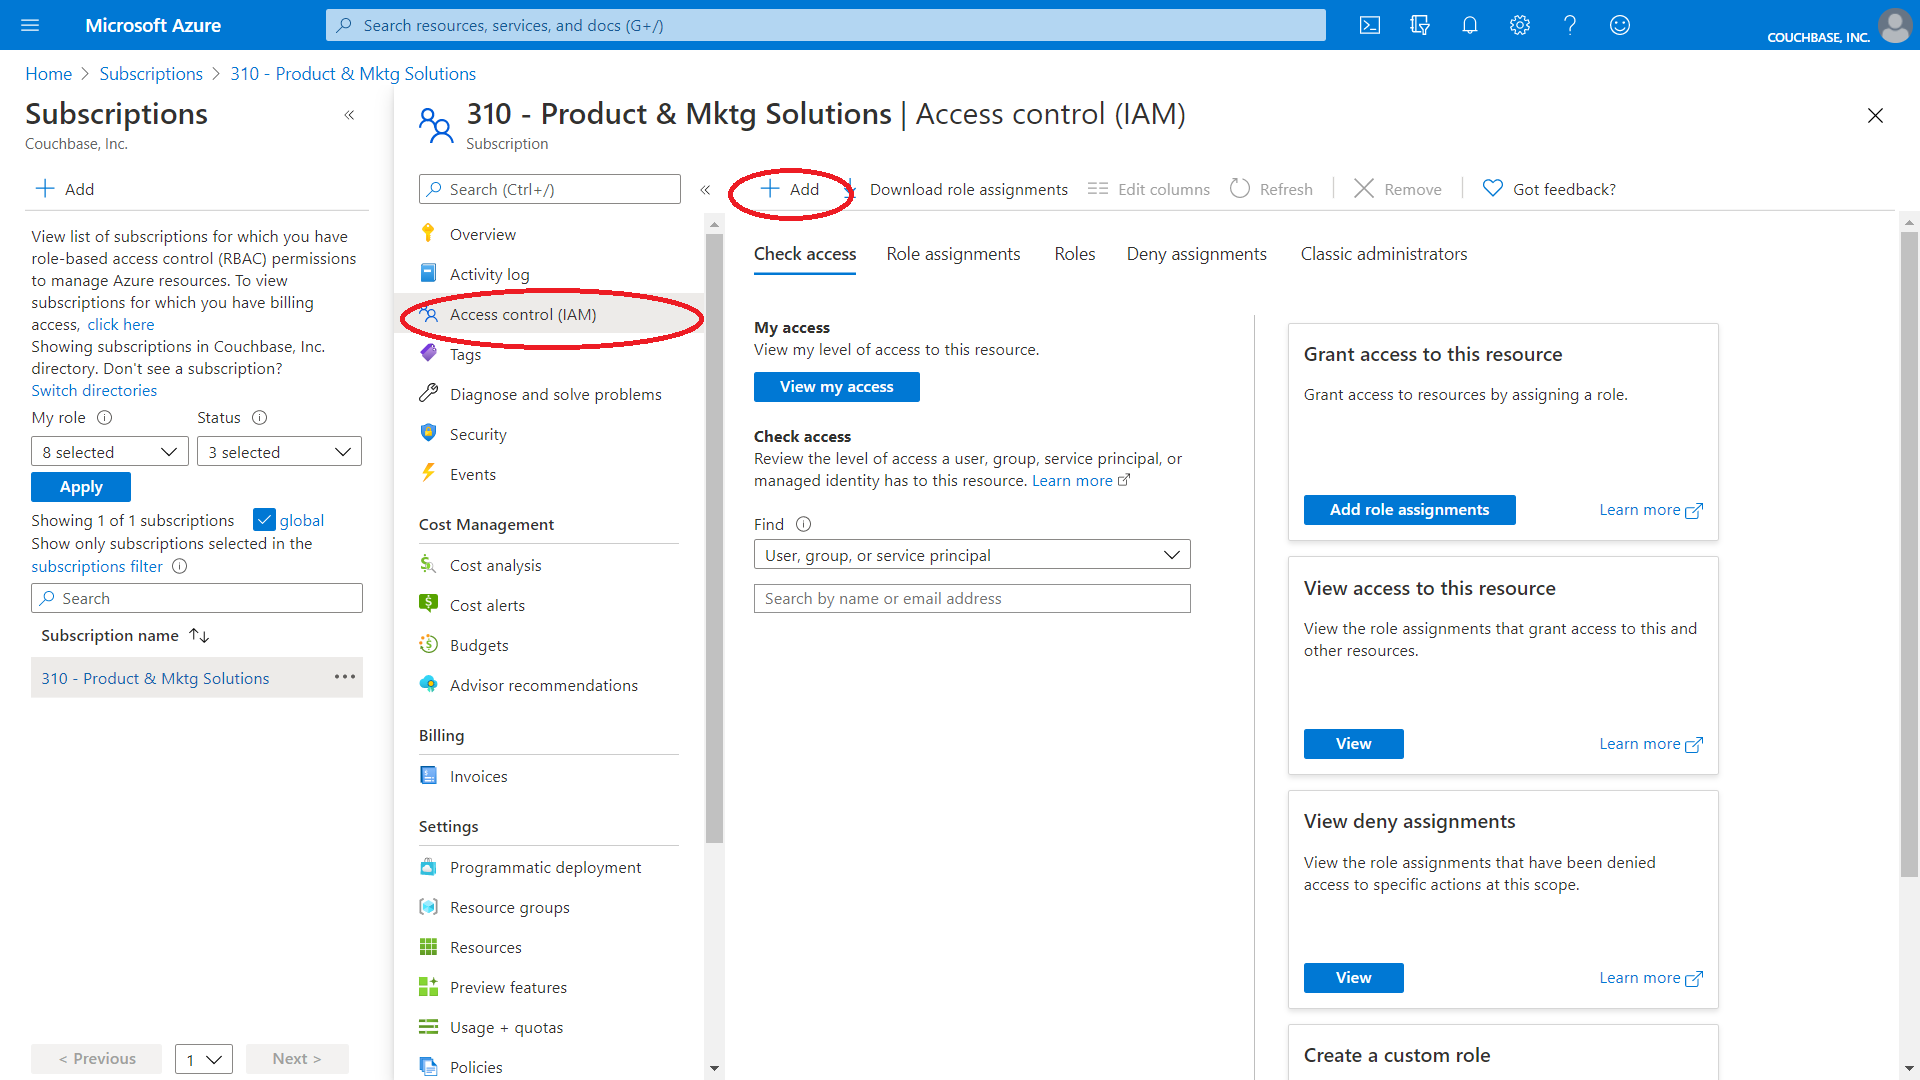 Microsoft Azure
Search resources, services, and docs (G+/)
COUCHBASE, INC.
Home > Subscriptions > 310 - Product & Mktg Solutions
Subscriptions
Couchbase, Inc.
Add
View list of subscriptions for which you have
role-based access control (RBAC) permissions
to manage Azure resources. To view
subscriptions for which you have billing
access, click here
Showing subscriptions in Couchbase, Inc.
directory. Don't see a subscription?
Switch directories
My role Status
8 selected 3 selected
Apply
Showing 1 of 1 subscriptions global
Show only subscriptions selected in the
subscriptions filter
Search
Subscription name
310 - Product & Mktg Solutions
< Previous 1 Next >
310 - Product & Mktg Solutions | Access control (IAM)
Subscription
Search (Ctrl+/)
Overview
Activity log
Access control (IAM)
Tags
Diagnose and solve problems
Security
Events
Cost Management
Cost analysis
Cost alerts
Budgets
Advisor recommendations
Billing
Invoices
Settings
Programmatic deployment
Resource groups
Resources
Preview features
Usage + quotas
Policies
Add Download role assignments Edit columns Refresh Remove Got feedback?
Check access Role assignments Roles Deny assignments Classic administrators
My access
View my level of access to this resource.
View my access
Check access
Review the level of access a user, group, service principal, or
managed identity has to this resource. Learn more
Find
User, group, or service principal
Search by name or email address
Grant access to this resource
Grant access to resources by assigning a role.
Add role assignments Learn more
View access to this resource
View the role assignments that grant access to this and
other resources.
View Learn more
View deny assignments
View the role assignments that have been denied
access to specific actions at this scope.
View Learn more
Create a custom role